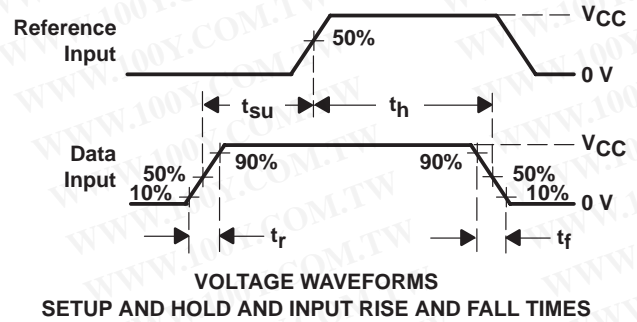 Reference
Input
50%
VCC
0 V
tsu
th
Data
Input
50%
10%
90%
90%
VCC
50%
10%
0 V
tr
tf
VOLTAGE WAVEFORMS
SETUP AND HOLD AND INPUT RISE AND FALL TIMES
WWW.100Y.COM.TW